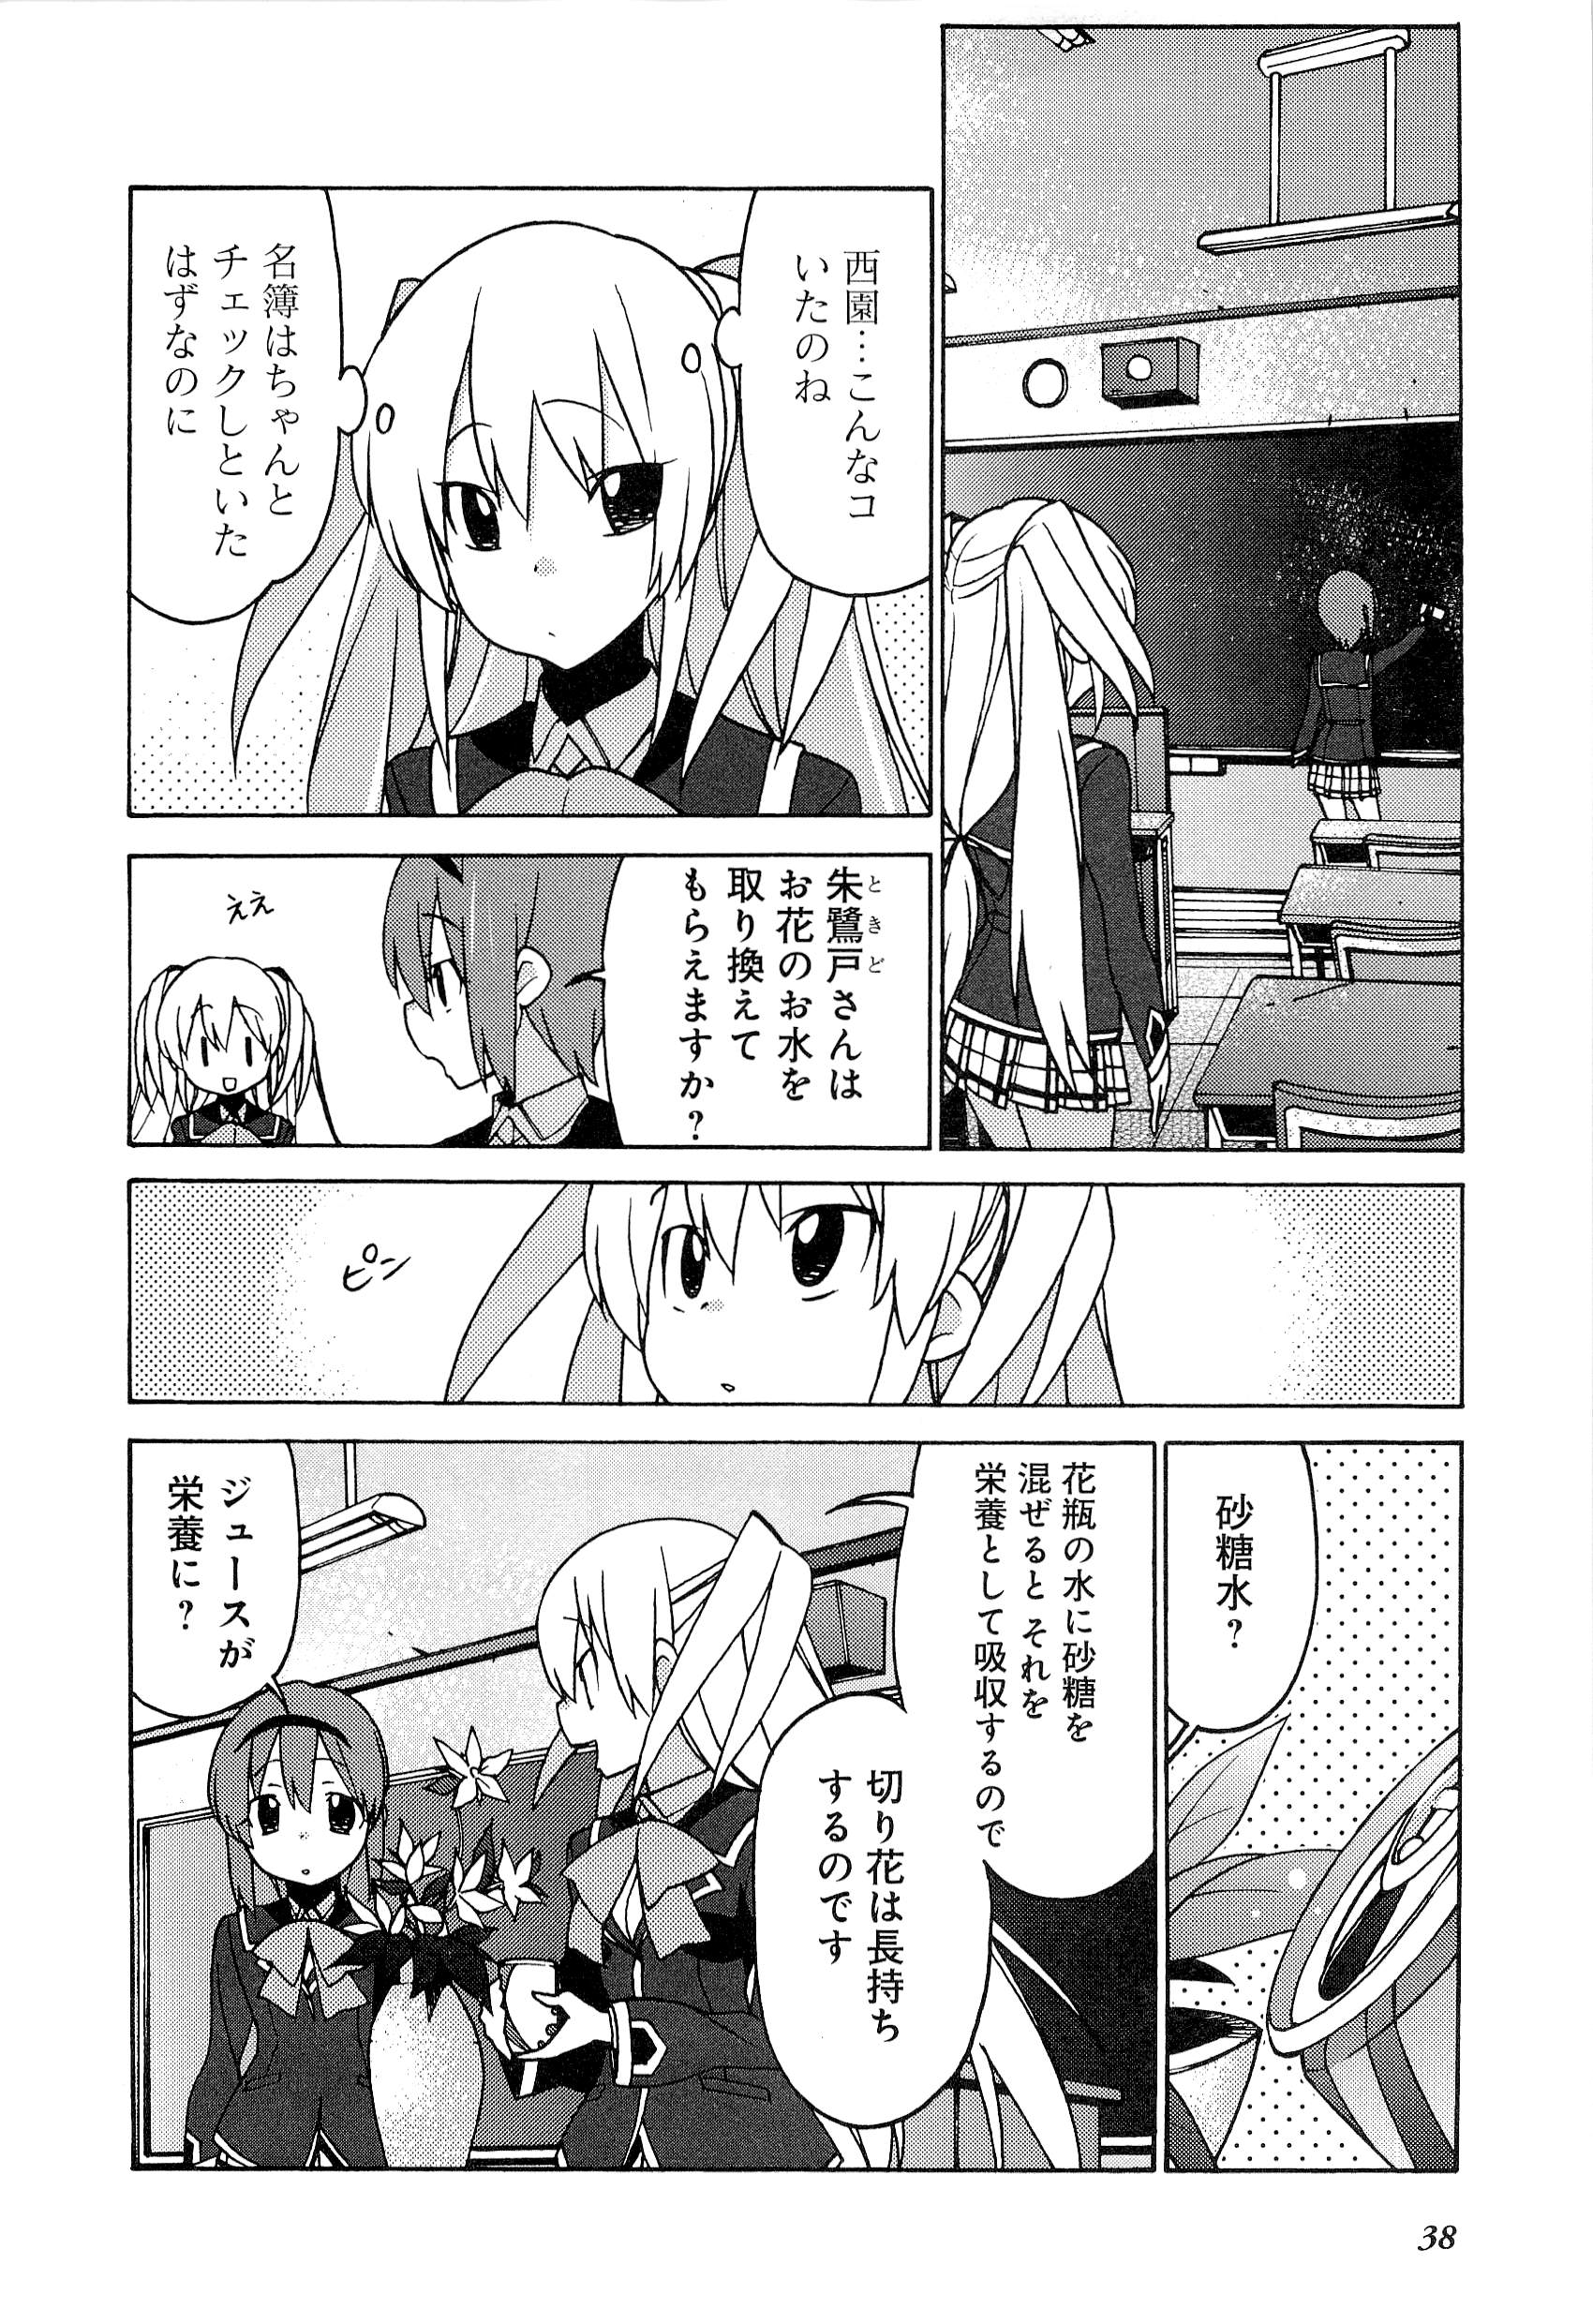 西園…こんなコ
いたのね
名簿はちゃんと
チェックしといた
はずなのに
朱鷺戸さんは
ときど
お花のお水を
取り換えて
もらえますか?
ええ
ピン
砂糖水?
花瓶の水に砂糖を
混ぜると それを
栄養として吸収するので
切り花は長持ち
するのです
ジュースが
栄養に?
38